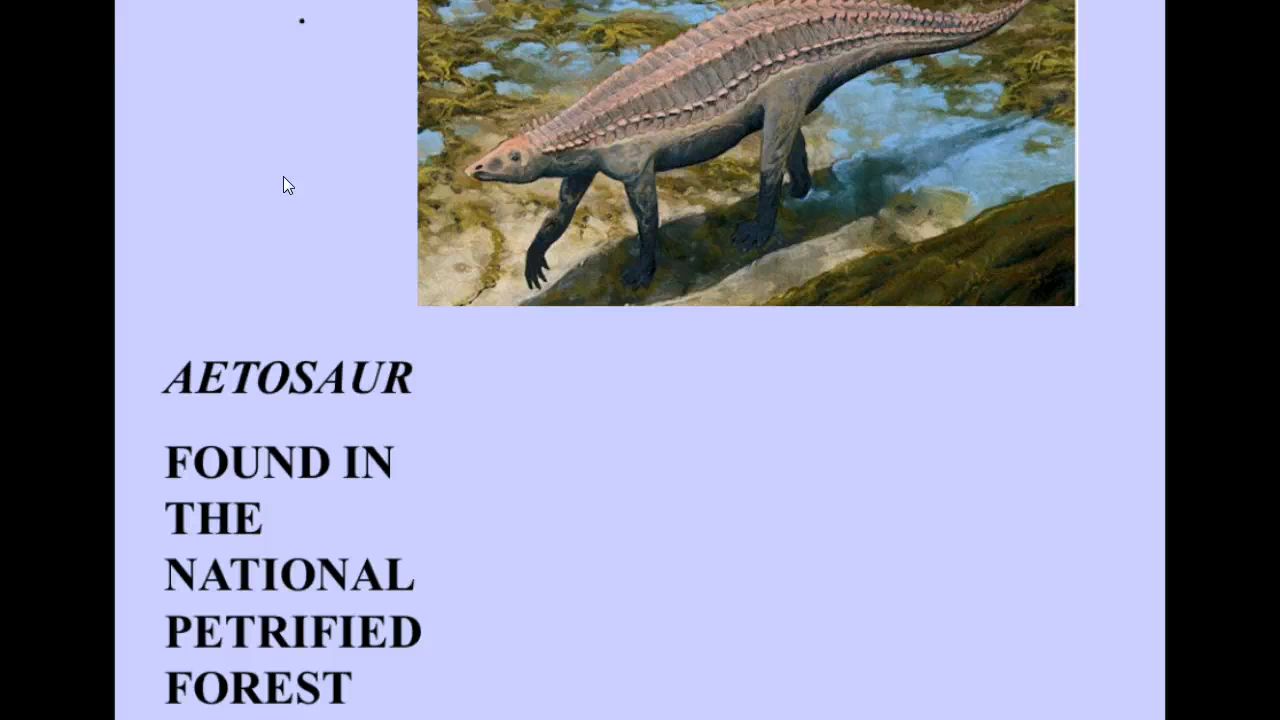 AETOSAUR
FOUND IN
THE
NATIONAL
PETRIFIED
FOREST